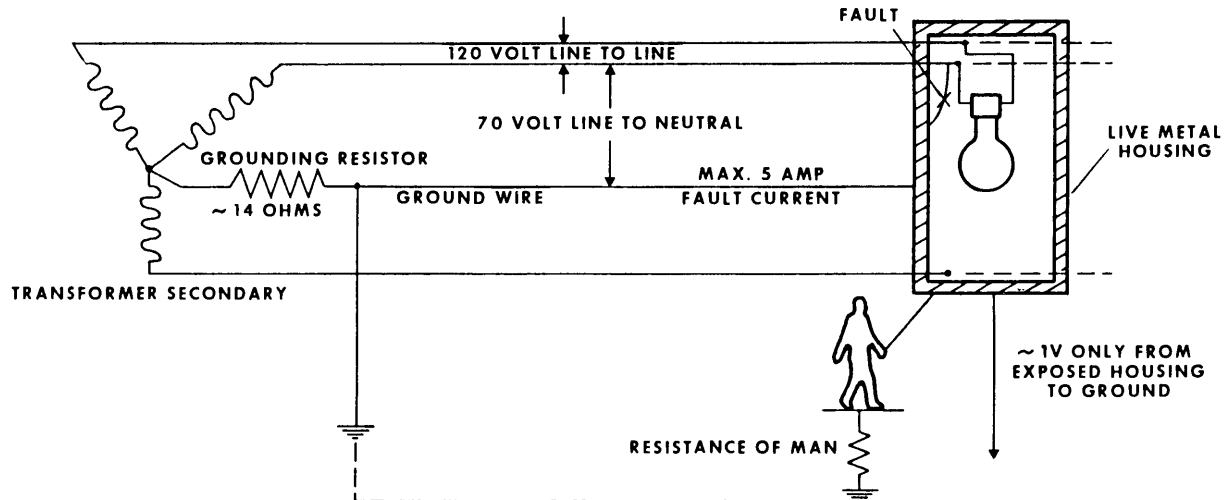 FAULT
120 VOLT LINE TO LINE
70 VOLT LINE TO NEUTRAL
LIVE METAL
HOUSING
GROUNDING RESISTOR
MAX. 5 AMP
GROUND WIRE
FAULT CURRENT
~14 OHMS
TRANSFORMER SECONDARY
~1V ONLY FROM
EXPOSED HOUSING
TO GROUND
RESISTANCE OF MAN